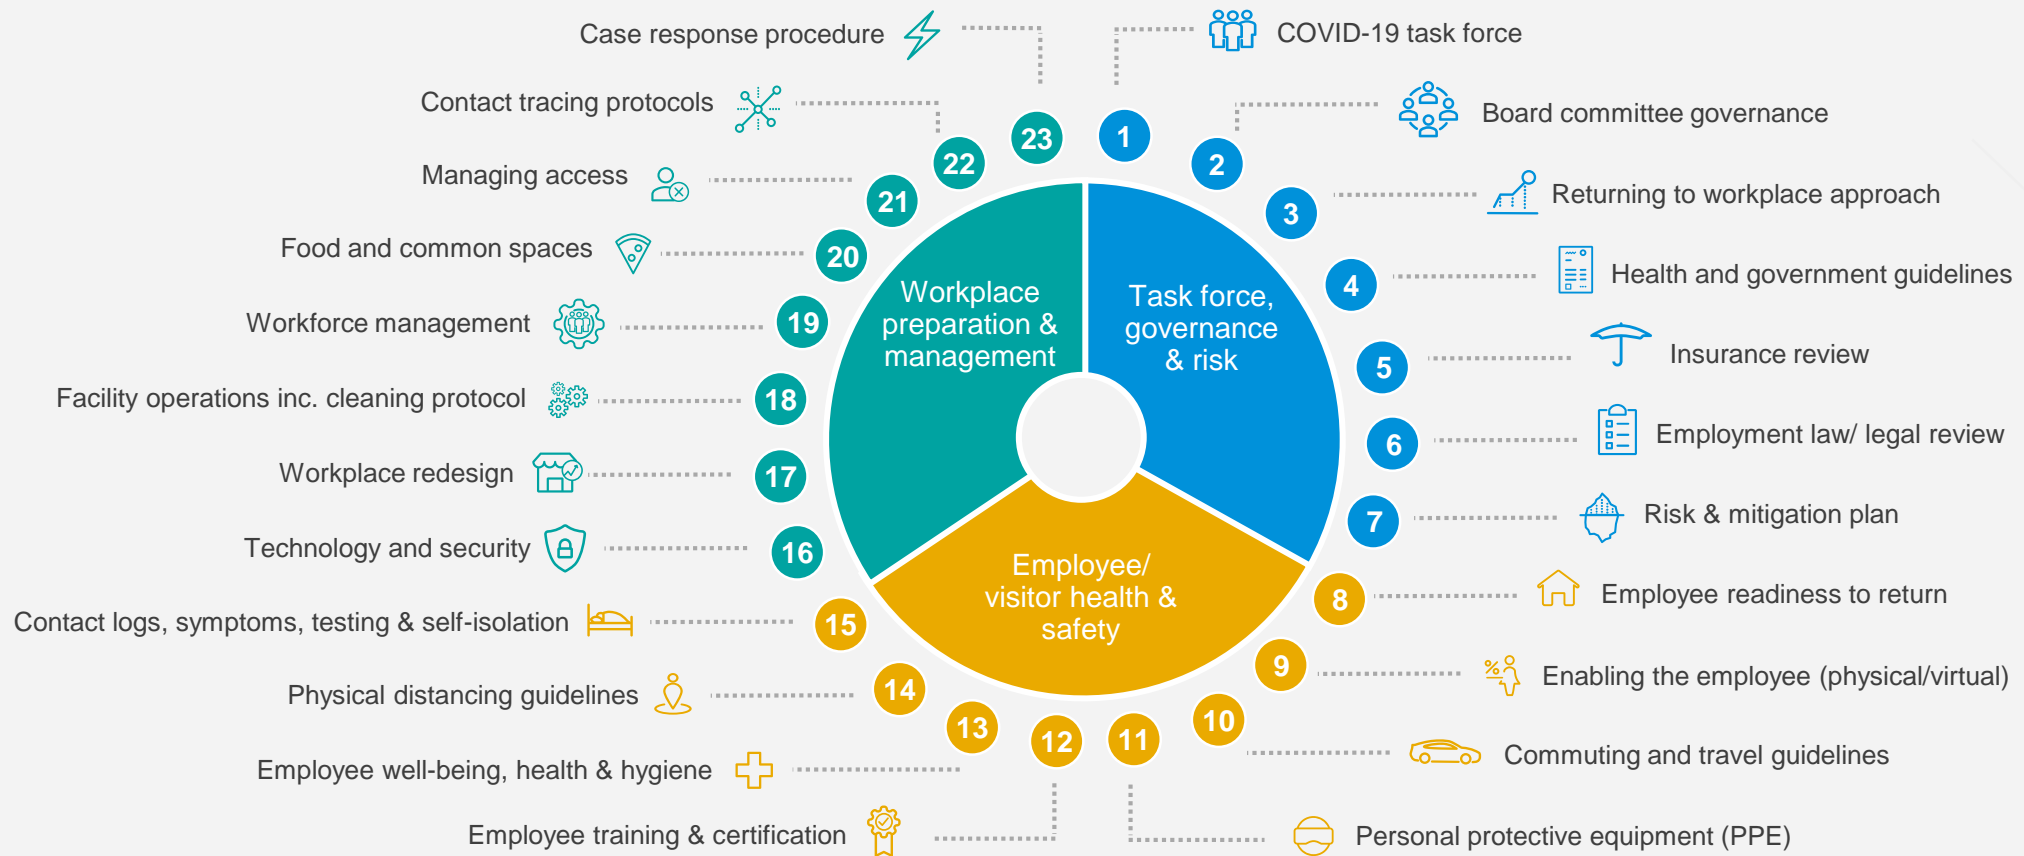 1 COVID-19 task force
2 Board committee governance
3 Returning to workplace approach
4 Health and government guidelines
5 Insurance review
6 Employment law/ legal review
7 Risk & mitigation plan
8 Employee readiness to return
9 Enabling the employee (physical/virtual)
10 Commuting and travel guidelines
11 Personal protective equipment (PPE)
12 Employee training & certification
13 Employee well-being, health & hygiene
14 Physical distancing guidelines
15 Contact logs, symptoms, testing & self-isolation
16 Technology and security
17 Workplace redesign
18 Facility operations inc. cleaning protocol
19 Workforce management
20 Food and common spaces
21 Managing access
22 Contact tracing protocols
23 Case response procedure
Task force,
governance
& risk
Employee/
visitor health &
safety
Workplace
preparation &
management
%